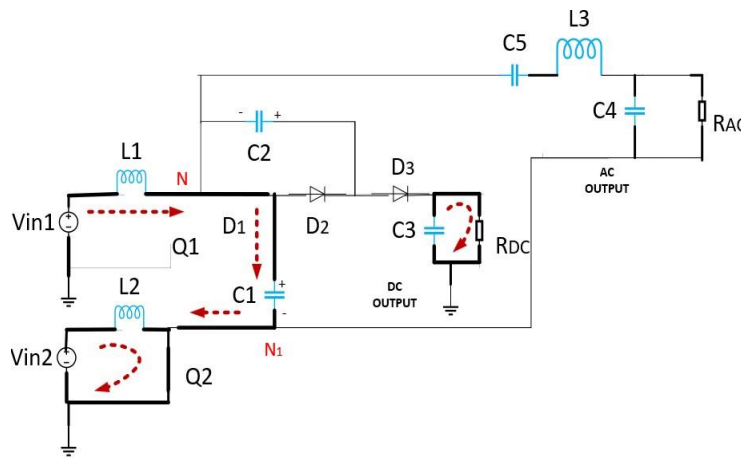 L3
C5
C4
RAC
- +
C2
AC
OUTPUT
L1
N
D3
D2
Vin1
D1
C3
RDC
Q1
L2
C1
+
-
DC
OUTPUT
Vin2
Q2
N1